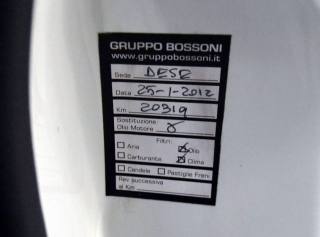 GRUPPO BOSSONI
www.gruppobossoni.it
Sede DESE
Data 25-1-2012
Km 20319
Sostituzione
Olio Motore
Filtri:
Aria Olio
Carburante Clima
Candele Pastiglie Freni
Rev. successiva
al Km